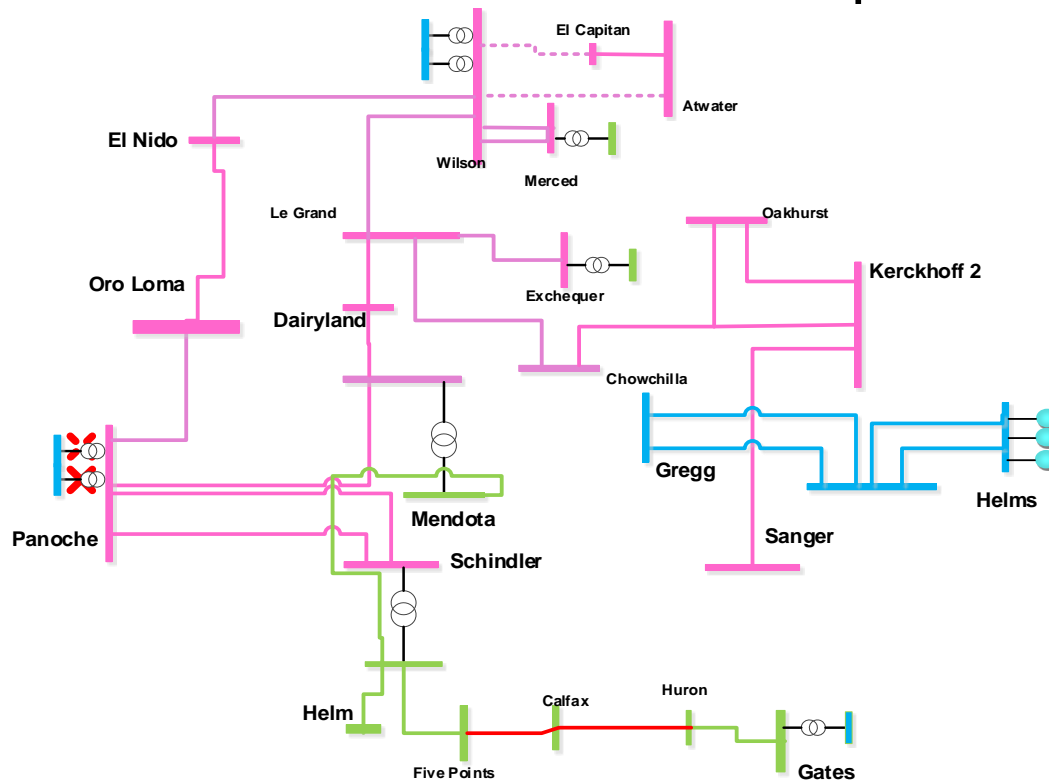 El Capitan
Atwater
El Nido
Wilson
Merced
Le Grand
Oakhurst
Kerckhoff 2
Oro Loma
Exchequer
Dairyland
Chowchilla
Gregg
Helms
Mendota
Panoche
Sanger
Schindler
Huron
Calfax
Helm
Five Points
Gates